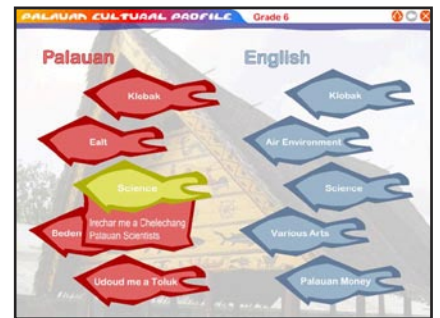 PALAUAN CULTURAL PROFILE Grade 6
Palauan English
Klebak Klobak
Ealt Air Environment
Science Science
Irechar me a Chelechang
Palauan Scientists
Various Arts
Udoud me a Toluk Palauan Money